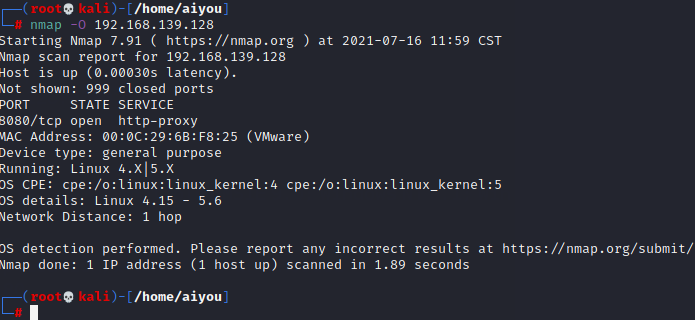 ┌──(root💀kali)-[/home/aiyou]
└─# nmap -O 192.168.139.128
Starting Nmap 7.91 ( https://nmap.org ) at 2021-07-16 11:59 CST
Nmap scan report for 192.168.139.128
Host is up (0.00030s latency).
Not shown: 999 closed ports
PORT     STATE SERVICE
8080/tcp open  http-proxy
MAC Address: 00:0C:29:6B:F8:25 (VMware)
Device type: general purpose
Running: Linux 4.X|5.X
OS CPE: cpe:/o:linux:linux_kernel:4 cpe:/o:linux:linux_kernel:5
OS details: Linux 4.15 - 5.6
Network Distance: 1 hop
OS detection performed. Please report any incorrect results at https://nmap.org/submit/
Nmap done: 1 IP address (1 host up) scanned in 1.89 seconds
┌──(root💀kali)-[/home/aiyou]
└─#